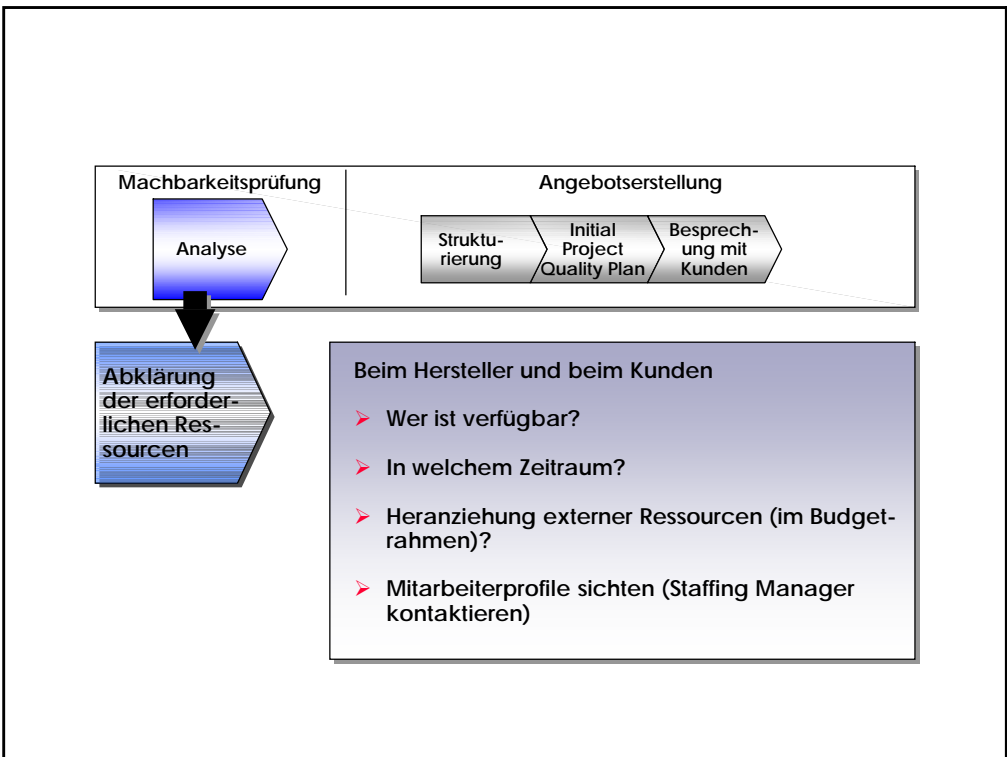 Machbarkeitsprüfung
Angebotserstellung
Analyse
Struktu-
rierung
Initial
Project
Quality Plan
Besprech-
ung mit
Kunden
Abklärung
der erforder-
lichen Res-
sourcen
Beim Hersteller und beim Kunden
Wer ist verfügbar?
In welchem Zeitraum?
Heranziehung externer Ressourcen (im Budget-
rahmen)?
Mitarbeiterprofile sichten (Staffing Manager
kontaktieren)